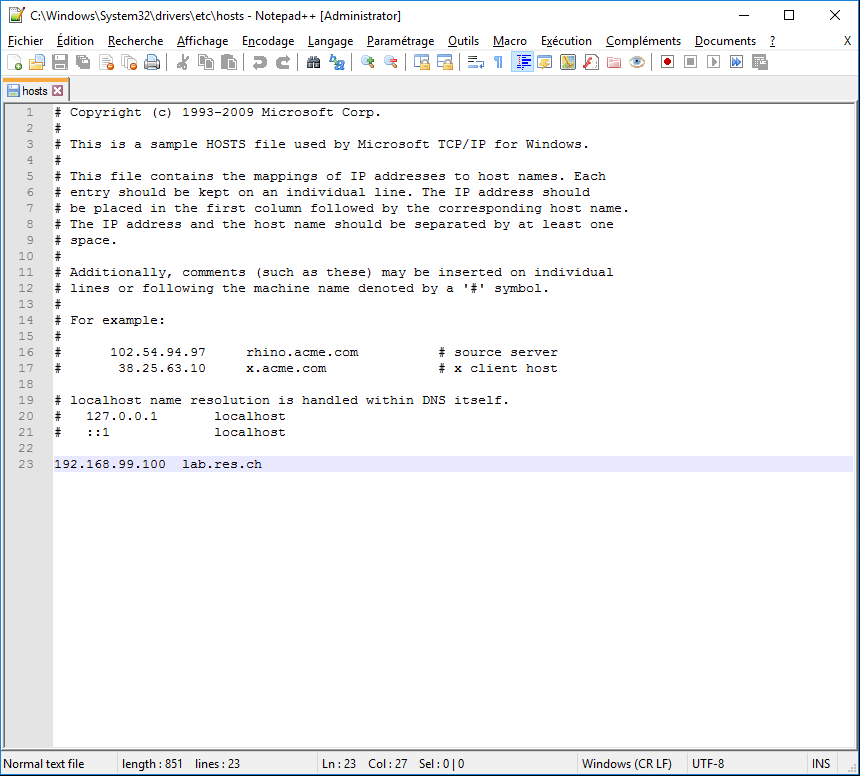 C:\Windows\System32\drivers\etc\hosts - Notepad++ [Administrator]
Fichier Édition Recherche Affichage Encodage Langage Paramétrage Outils Macro Exécution Compléments Documents ? X
hosts
1 # Copyright (c) 1993-2009 Microsoft Corp.
2 #
3 # This is a sample HOSTS file used by Microsoft TCP/IP for Windows.
4 #
5 # This file contains the mappings of IP addresses to host names. Each
6 # entry should be kept on an individual line. The IP address should
7 # be placed in the first column followed by the corresponding host name.
8 # The IP address and the host name should be separated by at least one
9 # space.
10 #
11 # Additionally, comments (such as these) may be inserted on individual
12 # lines or following the machine name denoted by a '#' symbol.
13 #
14 # For example:
15 #
16 #      102.54.94.97     rhino.acme.com          # source server
17 #       38.25.63.10     x.acme.com              # x client host
18
19 # localhost name resolution is handled within DNS itself.
20 #   127.0.0.1       localhost
21 #   ::1             localhost
22
23 192.168.99.100  lab.res.ch
Normal text file length : 851 lines : 23 Ln : 23 Col : 27 Sel : 0 | 0 Windows (CR LF) UTF-8 INS